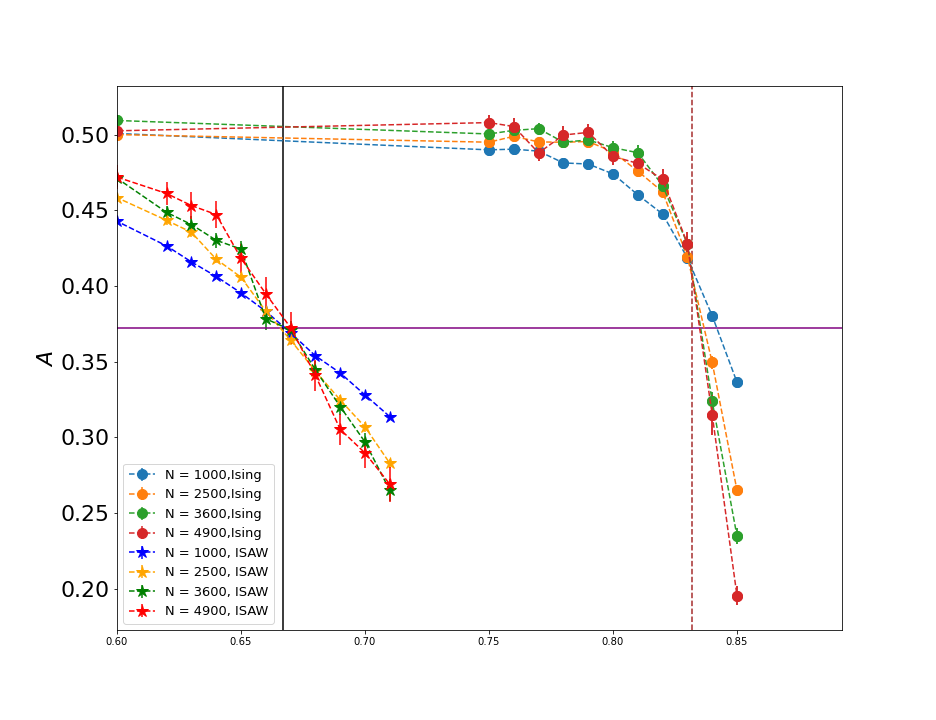 A
0.50
0.45
0.40
0.35
0.30
0.25
0.20
N = 1000,Ising
N = 2500,Ising
N = 3600,Ising
N = 4900,Ising
N = 1000, ISAW
N = 2500, ISAW
N = 3600, ISAW
N = 4900, ISAW
0.60 0.65 0.70 0.75 0.80 0.85